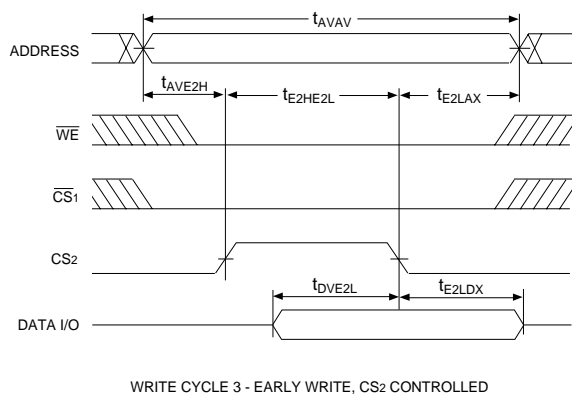 tAVAV
ADDRESS
tAVE2H
tE2HE2L
tE2LAX
WE
CS1
CS2
tDVE2L
tE2LDX
DATA I/O
WRITE CYCLE 3 - EARLY WRITE, CS2 CONTROLLED